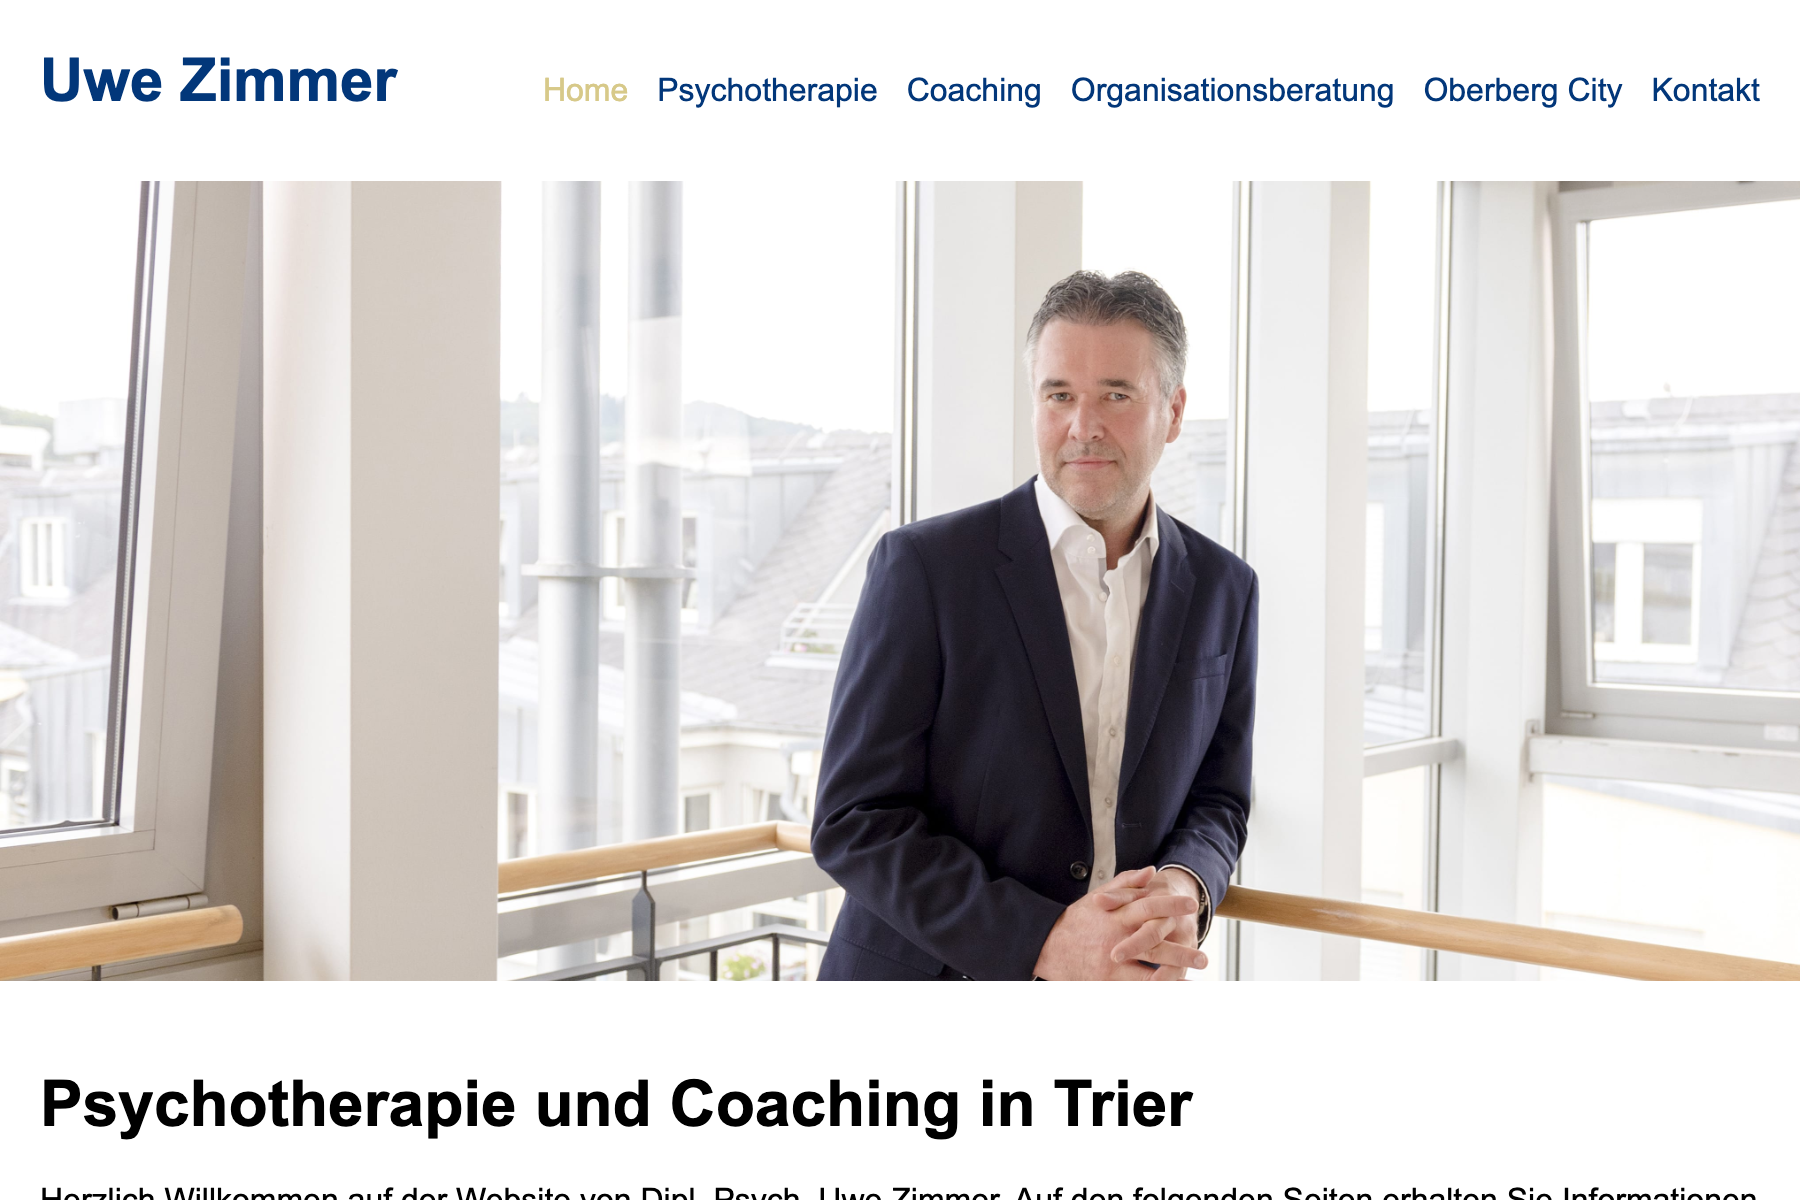 Uwe Zimmer
Home Psychotherapie Coaching Organisationsberatung Oberberg City Kontakt
Psychotherapie und Coaching in Trier
Herzlich Willkommen auf der Website von Dipl. Psych. Uwe Zimmer. Auf den folgenden Seiten erhalten Sie Informationen